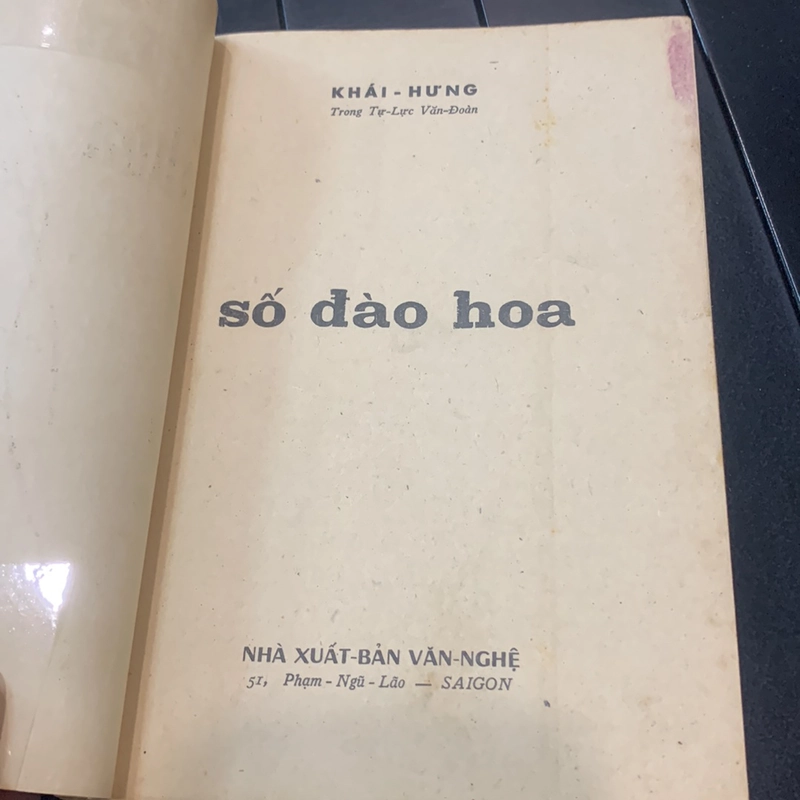 KHÁI - HƯNG
Trong Tự-Lực Văn-Đoàn
số đào hoa
NHÀ XUẤT-BẢN VĂN-NGHỆ
51, Phạm - Ngũ - Lão — SAIGON